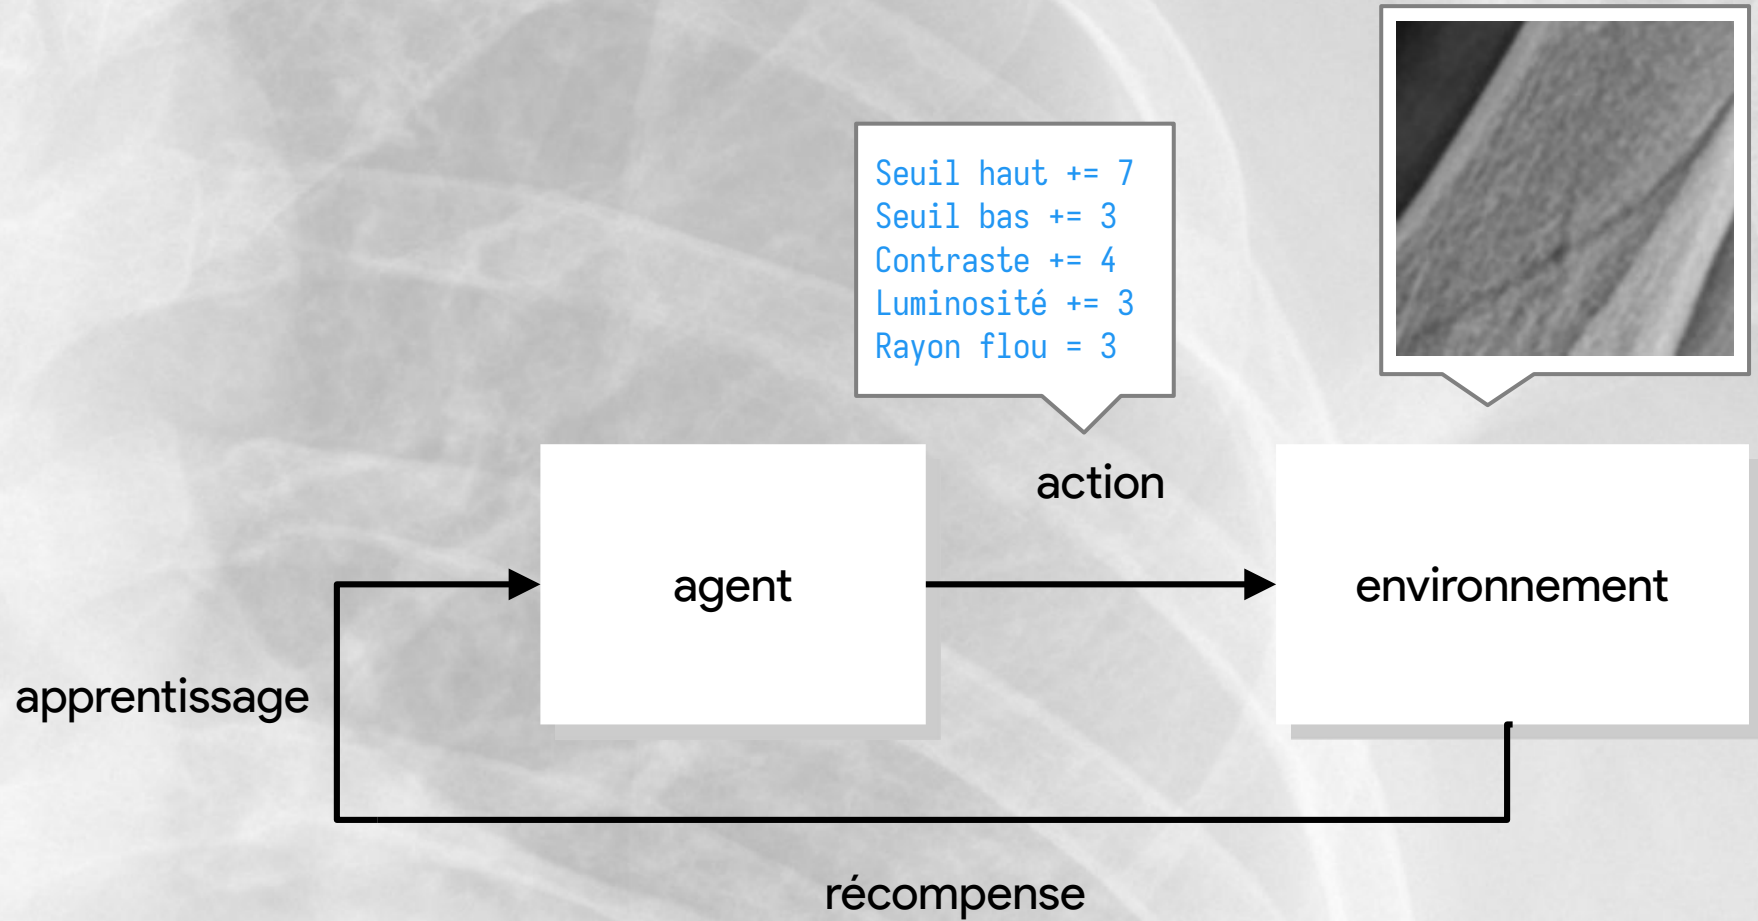 Seuil haut += 7
Seuil bas += 3
Contraste += 4
Luminosité += 3
Rayon flou = 3
action
agent
environnement
apprentissage
récompense